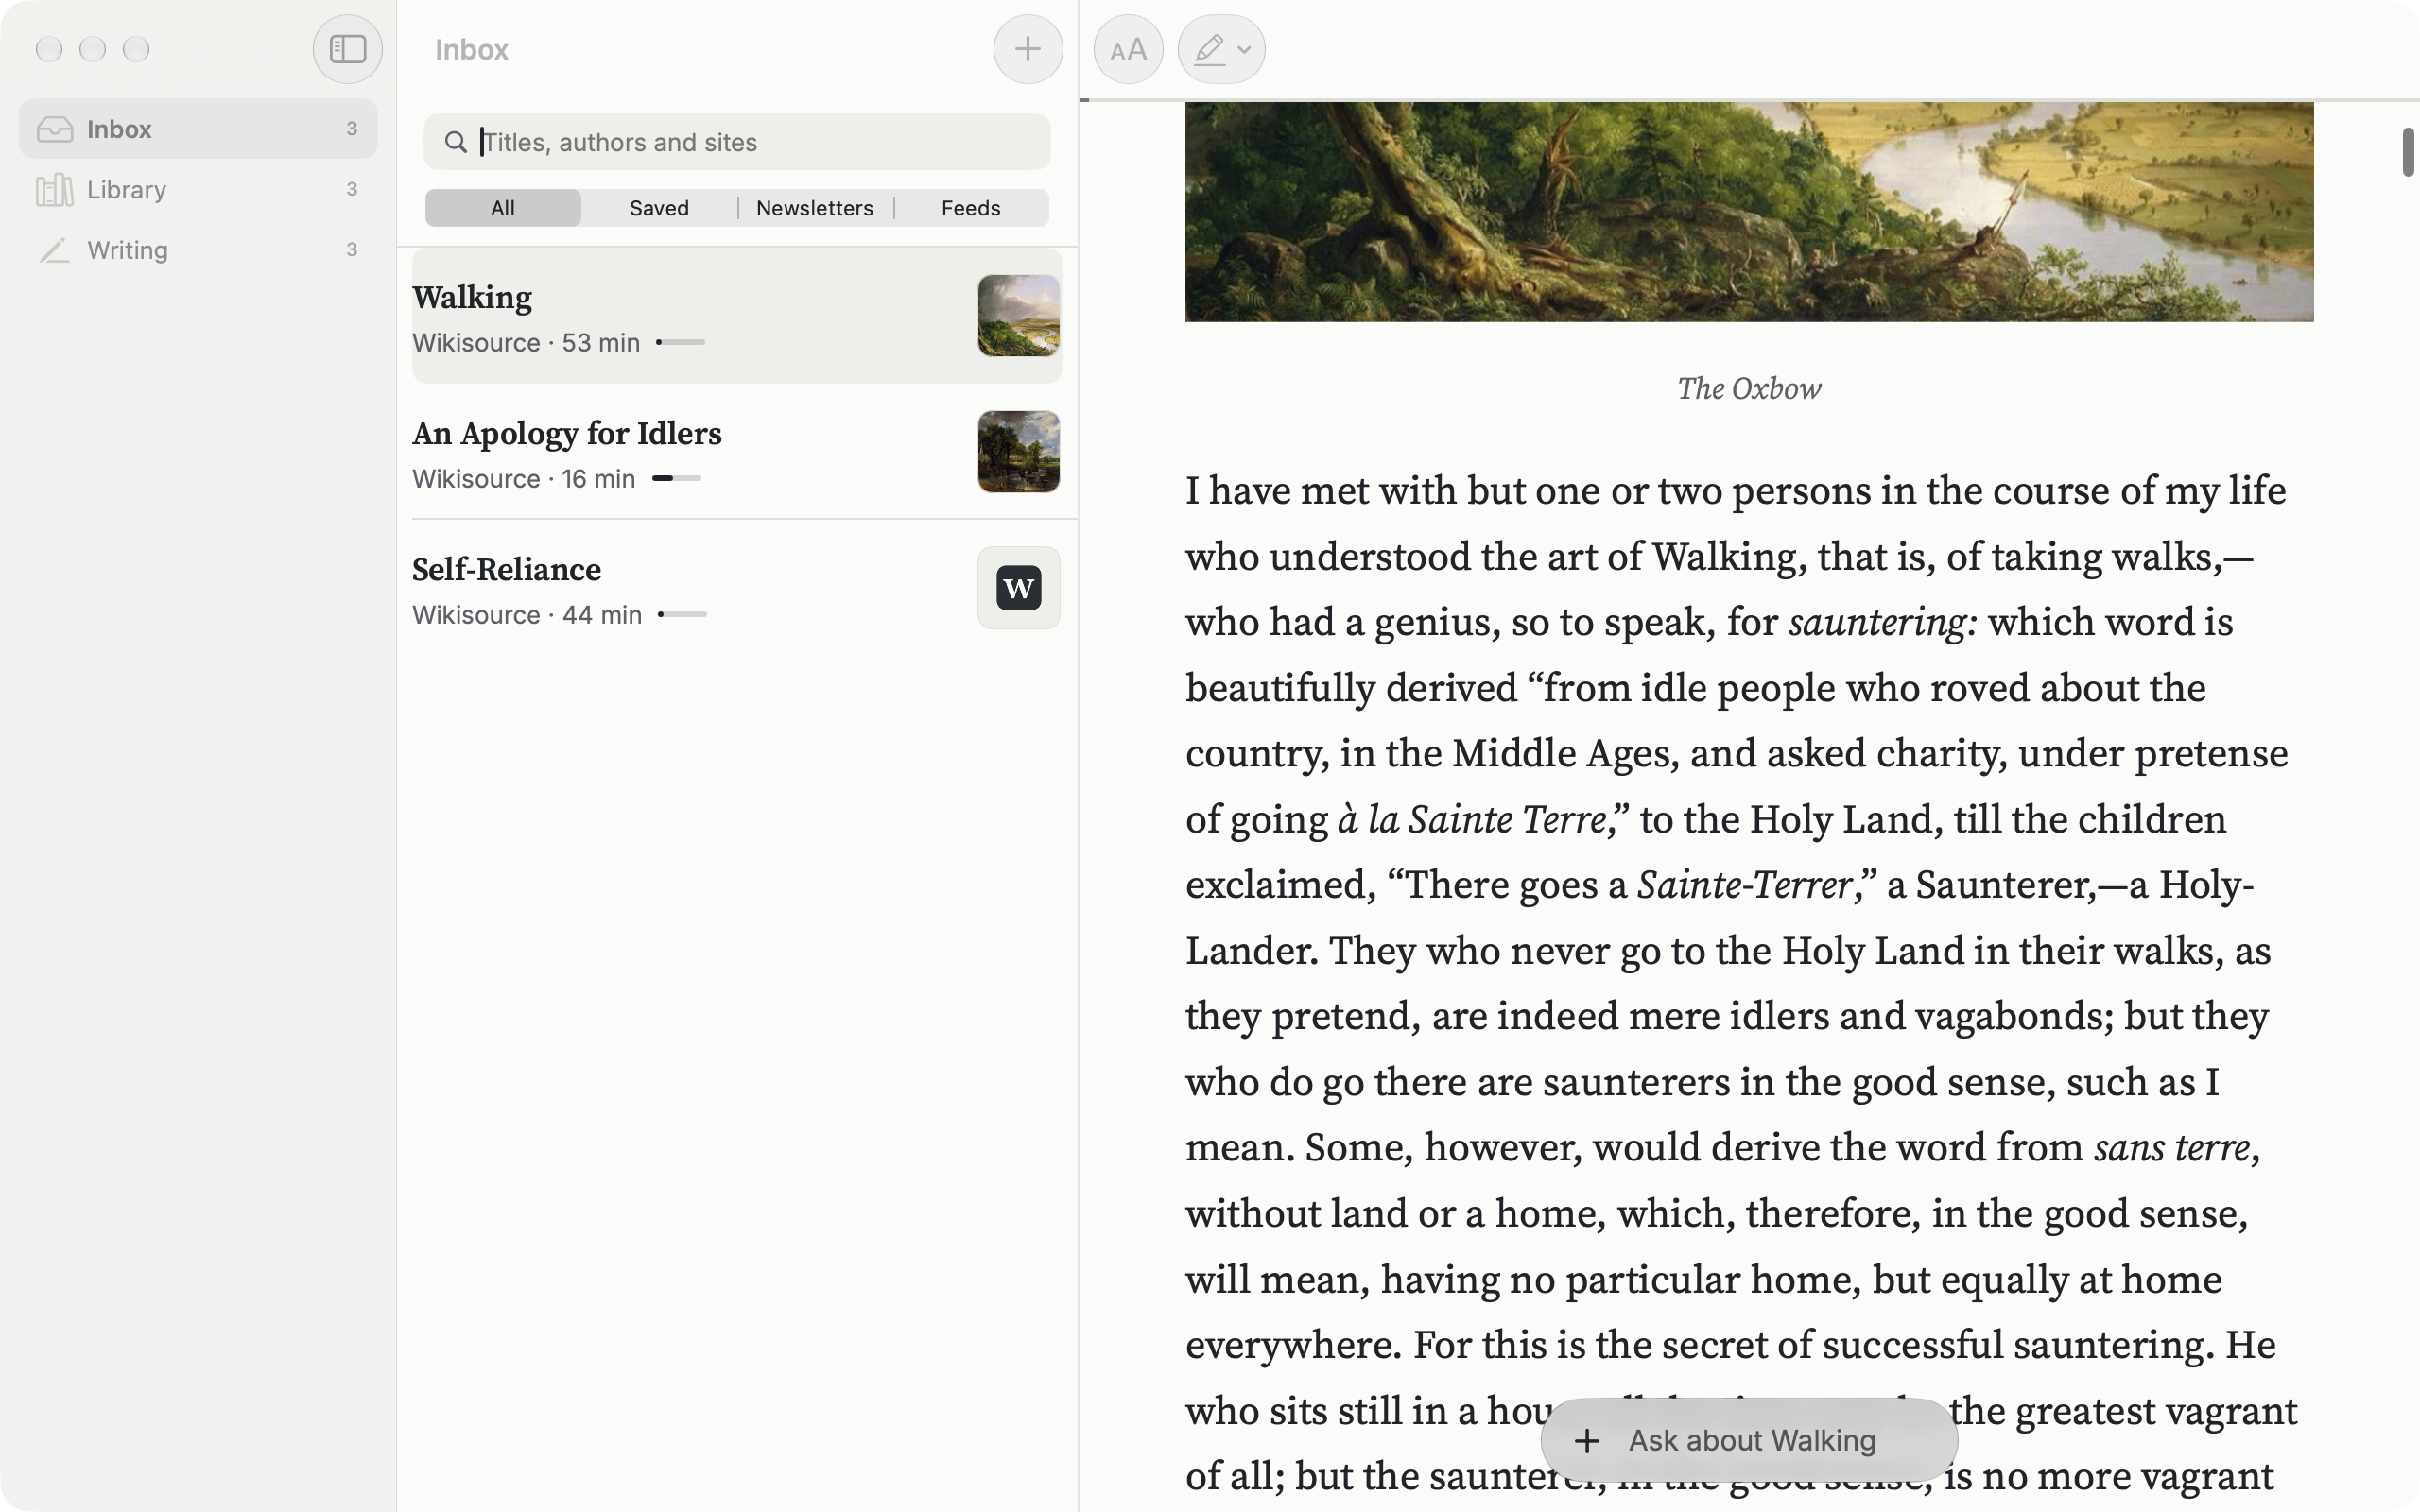 Inbox
Inbox 3
Library 3
Writing 3
Titles, authors and sites
All Saved Newsletters Feeds
Walking
Wikisource · 53 min
An Apology for Idlers
Wikisource · 16 min
Self-Reliance
Wikisource · 44 min
W
AA
The Oxbow
I have met with but one or two persons in the course of my life
who understood the art of Walking, that is, of taking walks,—
who had a genius, so to speak, for sauntering: which word is
beautifully derived “from idle people who roved about the
country, in the Middle Ages, and asked charity, under pretense
of going à la Sainte Terre,” to the Holy Land, till the children
exclaimed, “There goes a Sainte-Terrer,” a Saunterer,—a Holy-
Lander. They who never go to the Holy Land in their walks, as
they pretend, are indeed mere idlers and vagabonds; but they
who do go there are saunterers in the good sense, such as I
mean. Some, however, would derive the word from sans terre,
without land or a home, which, therefore, in the good sense,
will mean, having no particular home, but equally at home
everywhere. For this is the secret of successful sauntering. He
who sits still in a the greatest vagrant
of all; but the saunterer, in the good sense, is no more vagrant
Ask about Walking